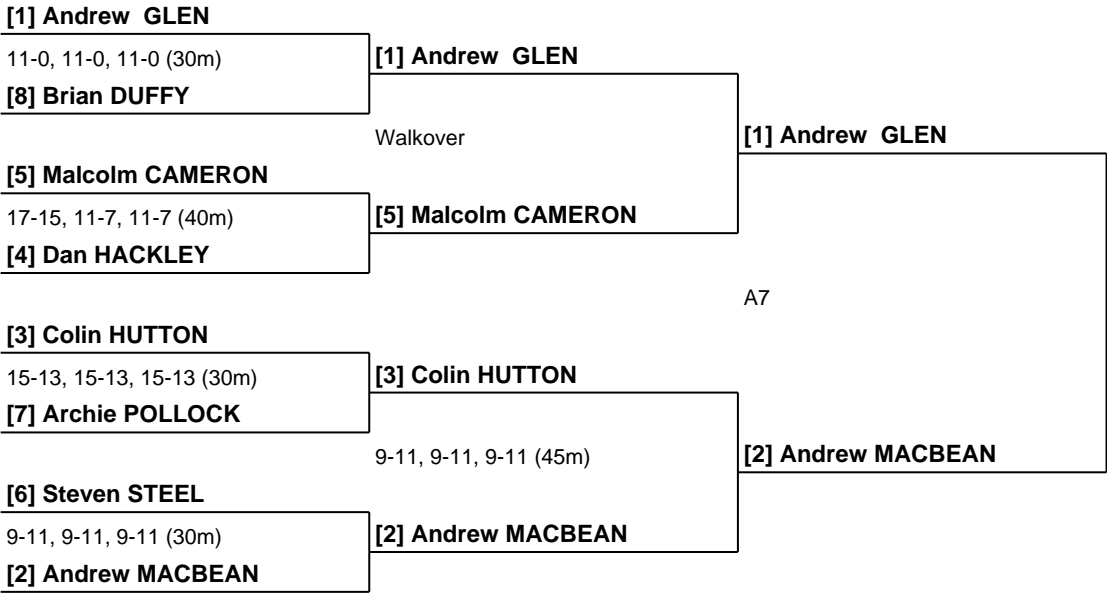 [1] Andrew  GLEN
11-0, 11-0, 11-0 (30m)
[8] Brian DUFFY
[5] Malcolm CAMERON
17-15, 11-7, 11-7 (40m)
[4] Dan HACKLEY
[3] Colin HUTTON
15-13, 15-13, 15-13 (30m)
[7] Archie POLLOCK
[6] Steven STEEL
9-11, 9-11, 9-11 (30m)
[2] Andrew MACBEAN
[1] Andrew  GLEN
Walkover
[5] Malcolm CAMERON
[3] Colin HUTTON
9-11, 9-11, 9-11 (45m)
[2] Andrew MACBEAN
[1] Andrew  GLEN
A7
[2] Andrew MACBEAN